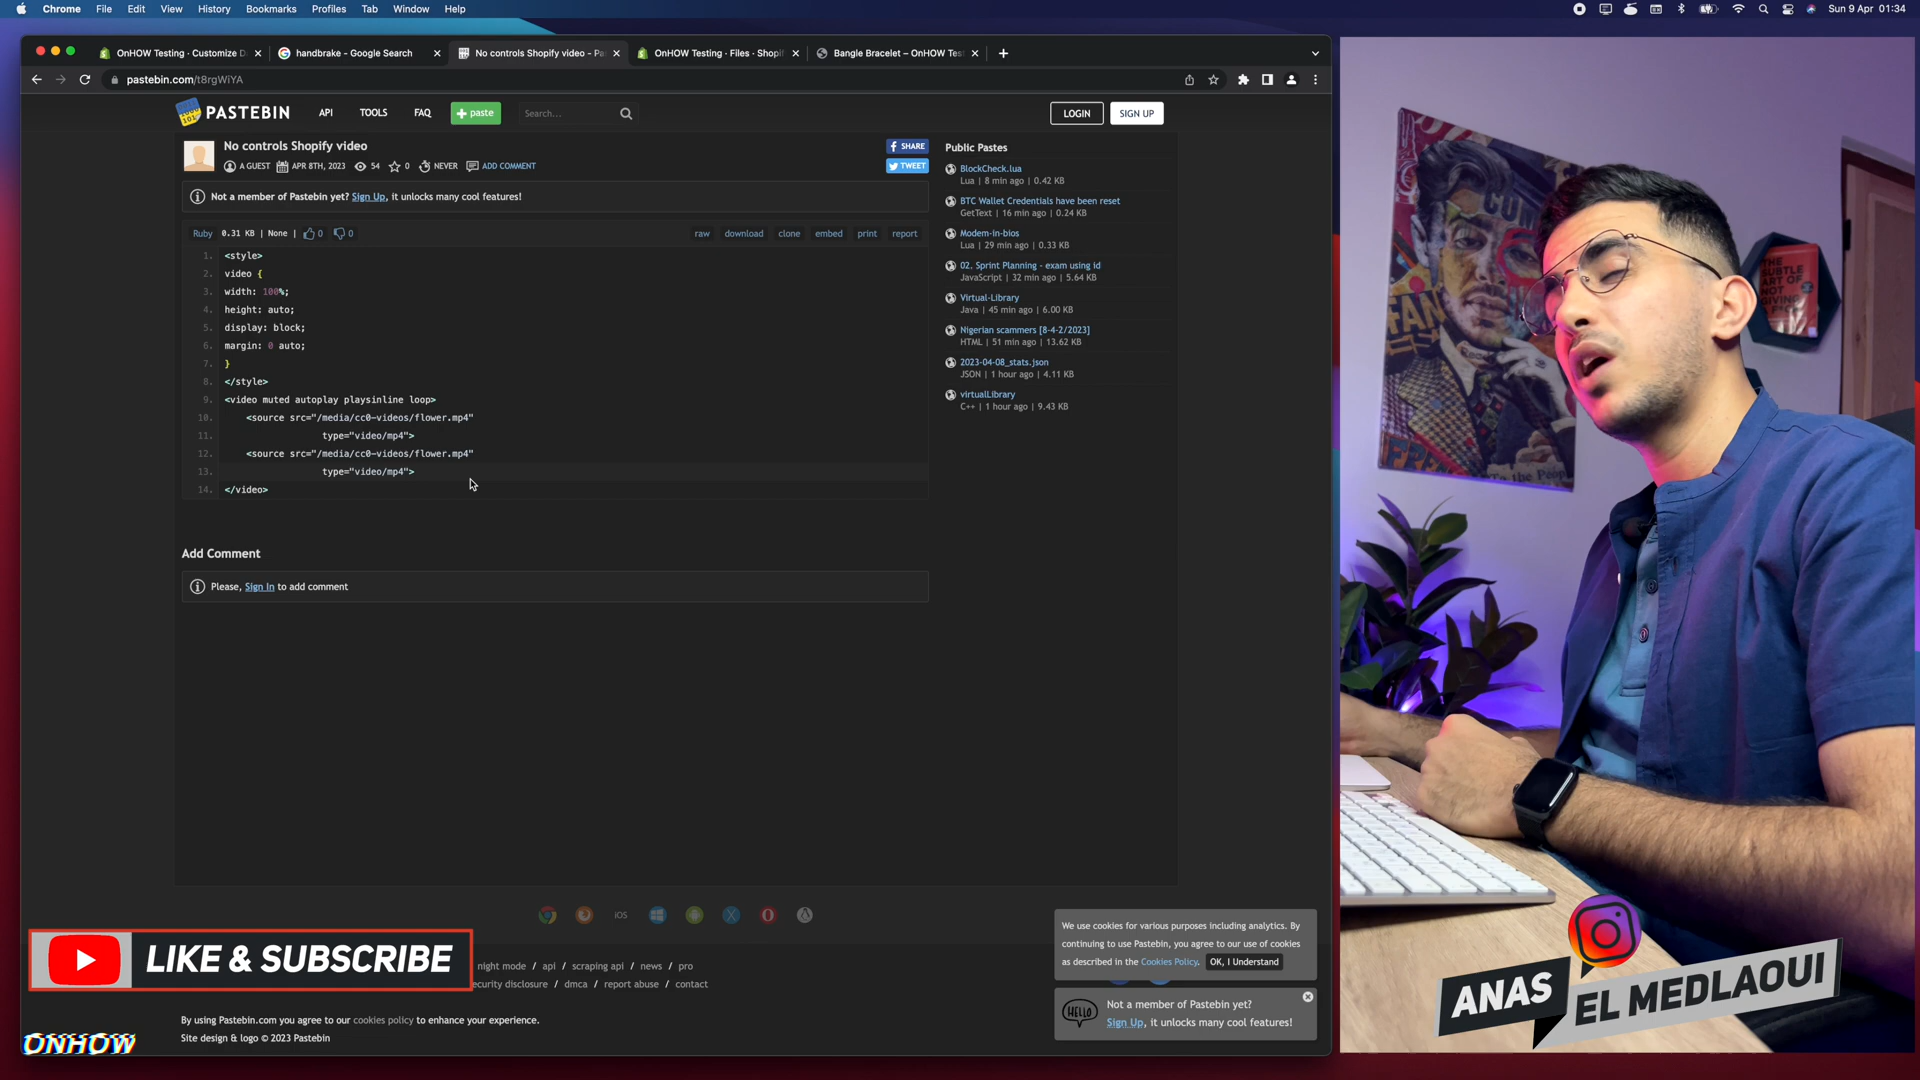 Chrome File Edit View History Bookmarks Profiles Tab Window Help
Sun 9 Apr 01:34
OnHOW Testing · Customize D
handbrake - Google Search
No controls Shopify video - Pa
OnHOW Testing · Files · Shopif
Bangle Bracelet – OnHOW Tes
pastebin.com/t8rgWiYA
PASTEBIN API TOOLS FAQ + paste Search... LOGIN SIGN UP
No controls Shopify video
A GUEST APR 8TH, 2023 54 0 NEVER ADD COMMENT
SHARE
TWEET
Not a member of Pastebin yet? Sign Up, it unlocks many cool features!
Ruby 0.31 KB | None | 0 0 raw download clone embed print report
1. <style>
2. video {
3. width: 100%;
4. height: auto;
5. display: block;
6. margin: 0 auto;
7. }
8. </style>
9. <video muted autoplay playsinline loop>
10. <source src="/media/cc0-videos/flower.mp4"
11. type="video/mp4">
12. <source src="/media/cc0-videos/flower.mp4"
13. type="video/mp4">
14. </video>
Add Comment
Please, Sign In to add comment
Public Pastes
BlockCheck.lua
Lua | 8 min ago | 0.42 KB
BTC Wallet Credentials have been reset
GetText | 16 min ago | 0.24 KB
Modem-in-bios
Lua | 29 min ago | 0.33 KB
02. Sprint Planning - exam using id
JavaScript | 32 min ago | 5.64 KB
Virtual-Library
Java | 45 min ago | 6.00 KB
Nigerian scammers [8-4-2/2023]
HTML | 51 min ago | 13.62 KB
2023-04-08_stats.json
JSON | 1 hour ago | 4.11 KB
virtualLibrary
C++ | 1 hour ago | 9.43 KB
iOS
night mode / api / scraping api / news / pro
ecurity disclosure / dmca / report abuse / contact
By using Pastebin.com you agree to our cookies policy to enhance your experience.
Site design & logo © 2023 Pastebin
We use cookies for various purposes including analytics. By
continuing to use Pastebin, you agree to our use of cookies
as described in the Cookies Policy. OK, I Understand
HELLO
Not a member of Pastebin yet?
Sign Up, it unlocks many cool features!
LIKE & SUBSCRIBE
ONHOW
THE
SUBTLE
ART OF
NOT
GIVING
ANAS
EL MEDLAOUI